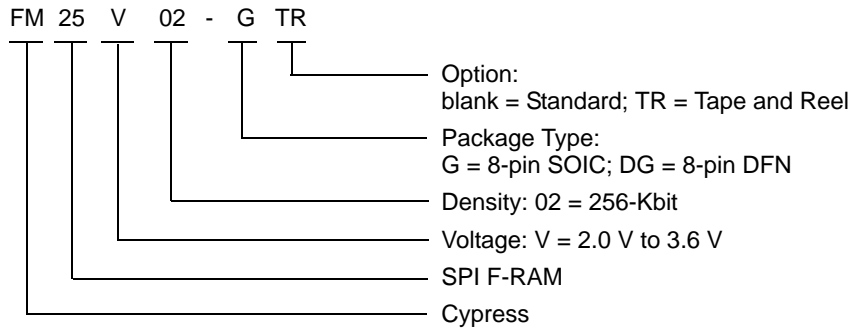 FM 25 V 02 - G TR
Option:
blank = Standard; TR = Tape and Reel
Package Type:
G = 8-pin SOIC; DG = 8-pin DFN
Density: 02 = 256-Kbit
Voltage: V = 2.0 V to 3.6 V
SPI F-RAM
Cypress